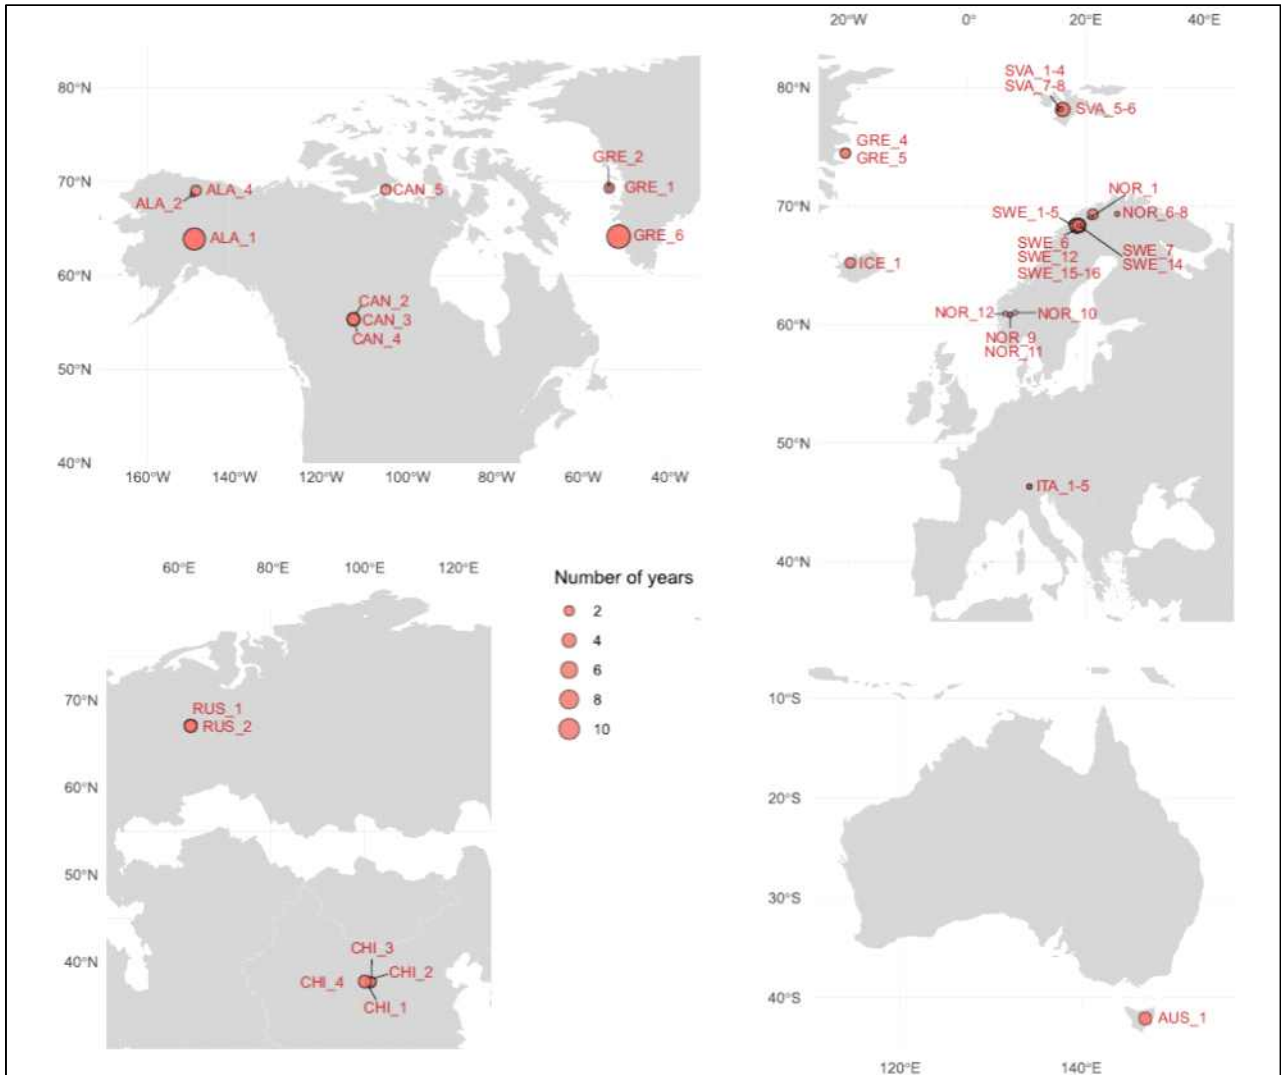 80°N
70°N
60°N
50°N
40°N
160°W
140°W
120°W
100°W
80°W
60°W
40°W
ALA_4
ALA_2
ALA_1
CAN_5
CAN_2
CAN_3
CAN_4
GRE_2
GRE_1
GRE_6
20°W
0°
20°E
40°E
80°N
70°N
60°N
50°N
40°N
SVA_1-4
SVA_7-8
SVA_5-6
GRE_4
GRE_5
NOR_1
SWE_1-5
NOR_6-8
SWE_6
SWE_12
SWE_15-16
SWE_7
SWE_14
ICE_1
NOR_12
NOR_10
NOR_9
NOR_11
ITA_1-5
60°E
80°E
100°E
120°E
70°N
60°N
50°N
40°N
RUS_1
RUS_2
CHI_3
CHI_2
CHI_4
CHI_1
Number of years
2
4
6
8
10
10°S
20°S
30°S
40°S
AUS_1
120°E
140°E